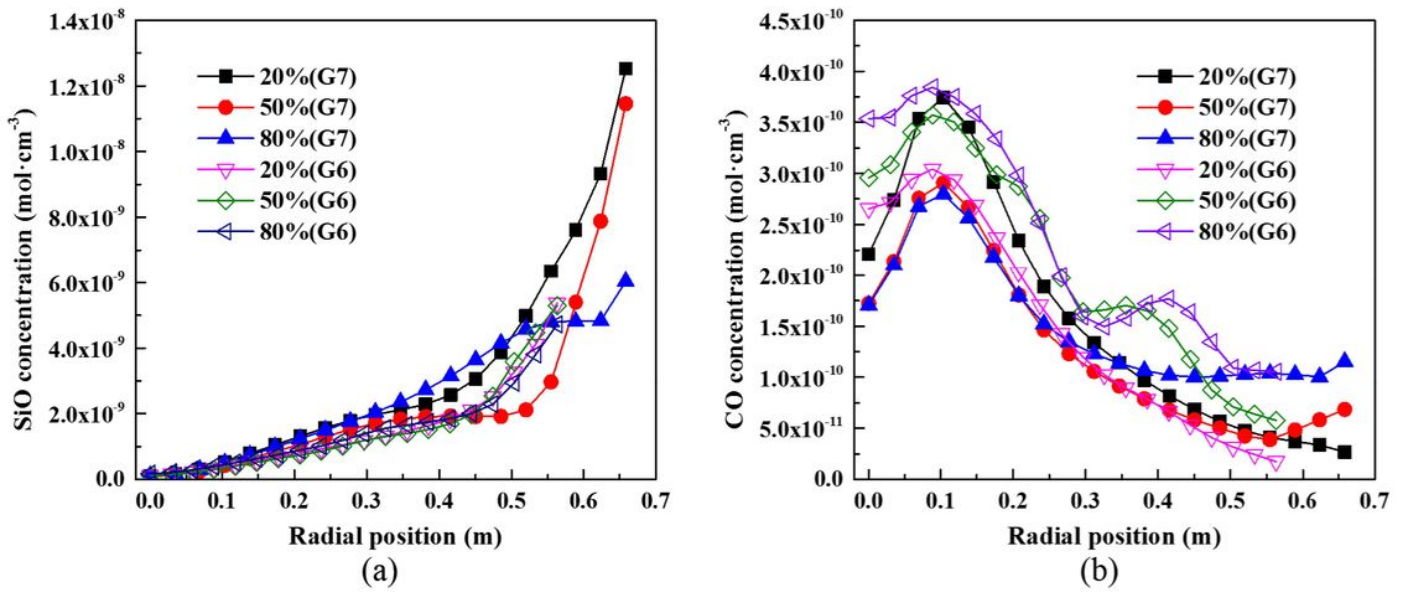 1.4x10⁻⁸
1.2x10⁻⁸
1.0x10⁻⁸
8.0x10⁻⁹
6.0x10⁻⁹
4.0x10⁻⁹
2.0x10⁻⁹
0.0
SiO concentration (mol·cm⁻³)
20%(G7)
50%(G7)
80%(G7)
20%(G6)
50%(G6)
80%(G6)
0.0 0.1 0.2 0.3 0.4 0.5 0.6 0.7
Radial position (m)
(a)
4.5x10⁻¹⁰
4.0x10⁻¹⁰
3.5x10⁻¹⁰
3.0x10⁻¹⁰
2.5x10⁻¹⁰
2.0x10⁻¹⁰
1.5x10⁻¹⁰
1.0x10⁻¹⁰
5.0x10⁻¹¹
0.0
CO concentration (mol·cm⁻³)
20%(G7)
50%(G7)
80%(G7)
20%(G6)
50%(G6)
80%(G6)
0.0 0.1 0.2 0.3 0.4 0.5 0.6 0.7
Radial position (m)
(b)